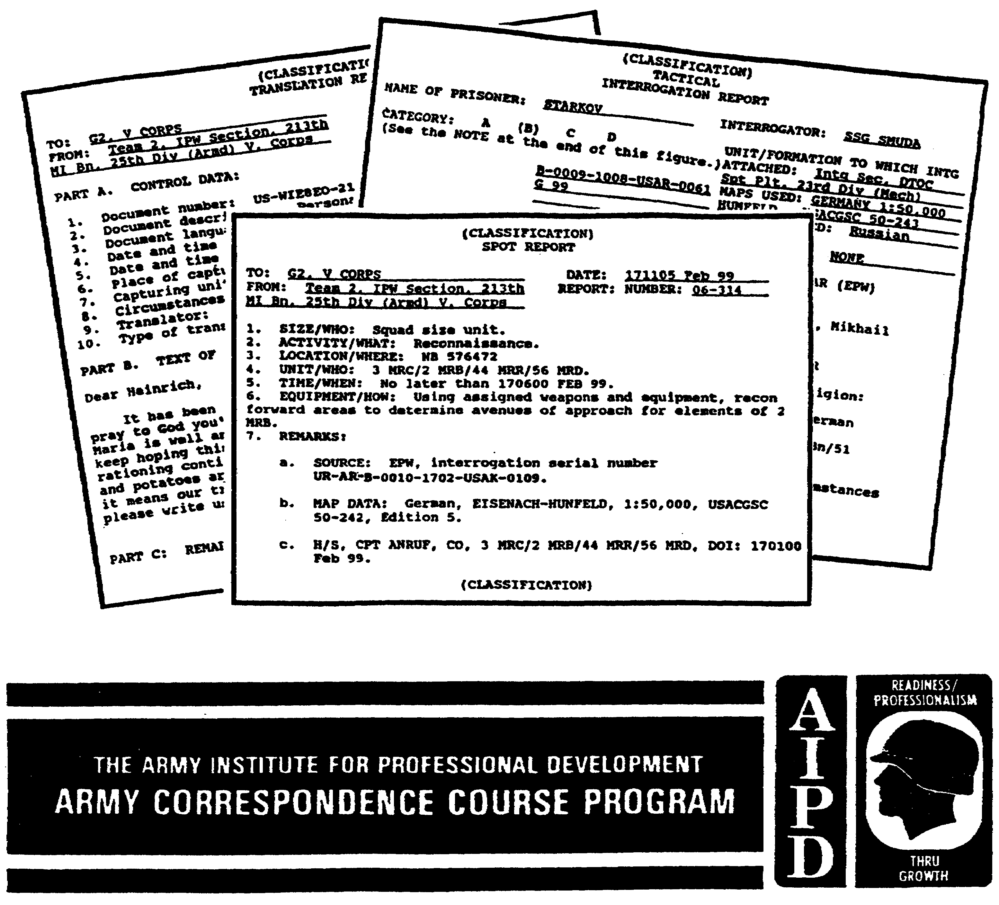 (CLASSIFICATI
TRANSLATION RE
TO: G2, V CORPS
FROM: Team 2, IPW Section, 213th
MI Bn, 25th Div (Armd) V. Corps
PART A. CONTROL DATA:
1. Document number: US-WIEBEO-21
2. Document descri
3. Document langu
4. Date and time
5. Date and time
6. Place of capt
7. Capturing uni
8. Circumstances
9. Translator:
10. Type of trans
PART B. TEXT OF
Dear Heinrich,
It has been
pray to God you'
Maria is well an
keep hoping this
rationing conti
and potatoes ar
it means our t
please write u
PART C: REMAR
(CLASSIFICATION)
TACTICAL
INTERROGATION REPORT
NAME OF PRISONER: STARKOV
INTERROGATOR: SSG SMUDA
CATEGORY: A (B) C D
(See the NOTE at the end of this figure.)
UNIT/FORMATION TO WHICH INTG
ATTACHED: Intg Sec, DTOC
Spt Plt, 23rd Div (Mech)
B-0009-1008-USAR-0061
G 99
MAPS USED: GERMANY 1:50,000
ACGSC 50-243
D: Russian
NONE
AR (EPW)
, Mikhail
igion:
erman
Bn/51
mstances
(CLASSIFICATION)
SPOT REPORT
TO: G2, V CORPS DATE: 171105 Feb 99
FROM: Team 2, IPW Section, 213th REPORT: NUMBER: 06-314
MI Bn, 25th Div (Armd) V. Corps
1. SIZE/WHO: Squad size unit.
2. ACTIVITY/WHAT: Reconnaissance.
3. LOCATION/WHERE: NB 576472
4. UNIT/WHO: 3 MRC/2 MRB/44 MRR/56 MRD.
5. TIME/WHEN: No later than 170600 FEB 99.
6. EQUIPMENT/HOW: Using assigned weapons and equipment, recon
forward areas to determine avenues of approach for elements of 2
MRB.
7. REMARKS:
a. SOURCE: EPW, interrogation serial number
UR-AR-B-0010-1702-USAK-0109.
b. MAP DATA: German, EISENACH-HUNFELD, 1:50,000, USACGSC
50-242, Edition 5.
c. H/S, CPT ANRUF, CO, 3 MRC/2 MRB/44 MRR/56 MRD, DOI: 170100
Feb 99.
(CLASSIFICATION)
THE ARMY INSTITUTE FOR PROFESSIONAL DEVELOPMENT
ARMY CORRESPONDENCE COURSE PROGRAM
AIPD
READINESS/
PROFESSIONALISM
THRU
GROWTH